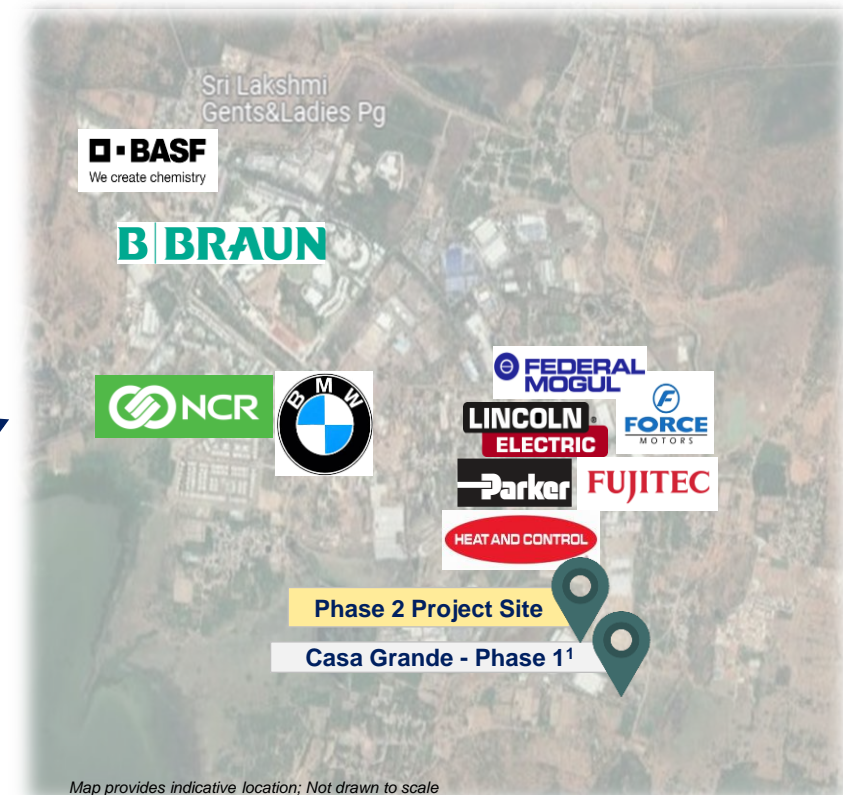 Sri Lakshmi
Gents&Ladies Pg
BASF
We create chemistry
B BRAUN
NCR
BMW
FEDERAL
MOGUL
LINCOLN
ELECTRIC
FORCE
MOTORS
Parker
FUJITEC
HEAT AND CONTROL
Phase 2 Project Site
Casa Grande - Phase 1¹
Map provides indicative location; Not drawn to scale